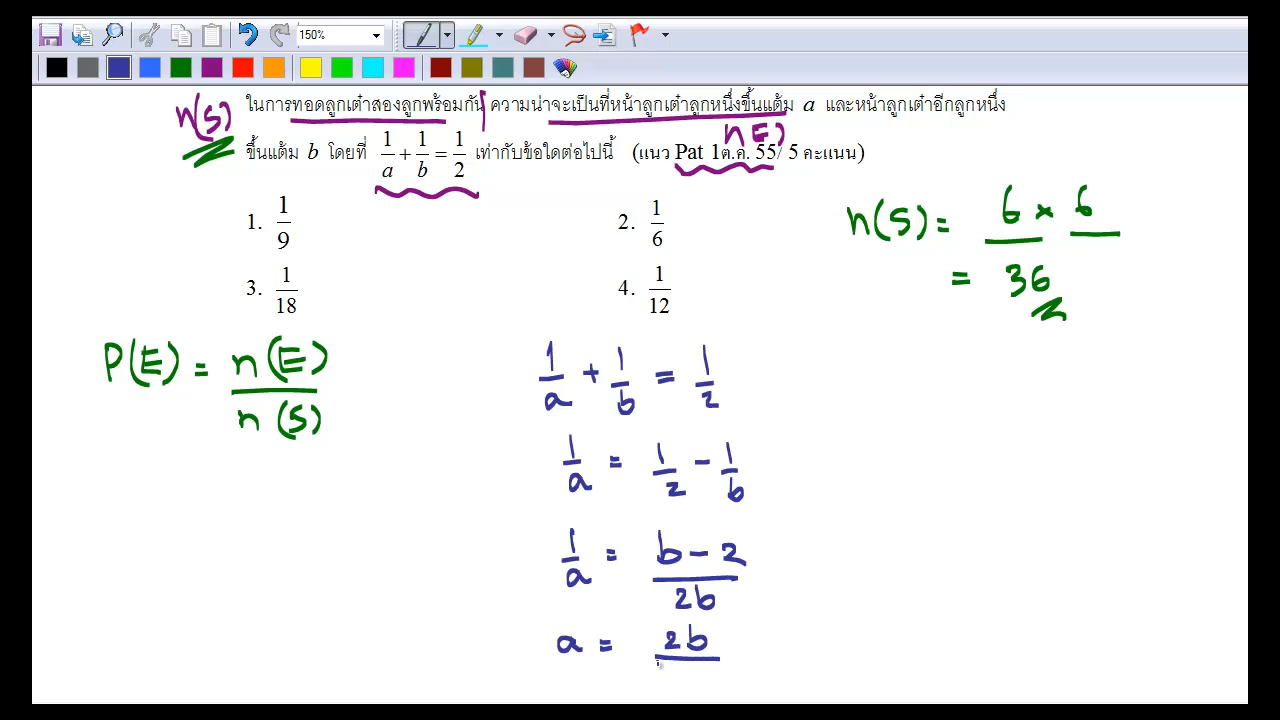 150%
n(S)
ในการทอดลูกเต๋าสองลูกพร้อมกัน ความน่าจะเป็นที่หน้าลูกเต๋าลูกหนึ่งขึ้นแต้ม a และหน้าลูกเต๋าอีกลูกหนึ่ง
n(E)
ขึ้นแต้ม b โดยที่ 1/a + 1/b = 1/2 เท่ากับข้อใดต่อไปนี้ (แนว Pat 1ต.ค. 55/ 5 คะแนน)
1. 1/9 2. 1/6
3. 1/18 4. 1/12
n(S) = 6 × 6
= 36
P(E) = n(E)/n(S)
1/a + 1/b = 1/2
1/a = 1/2 - 1/b
1/a = b - 2/2b
a = 2b